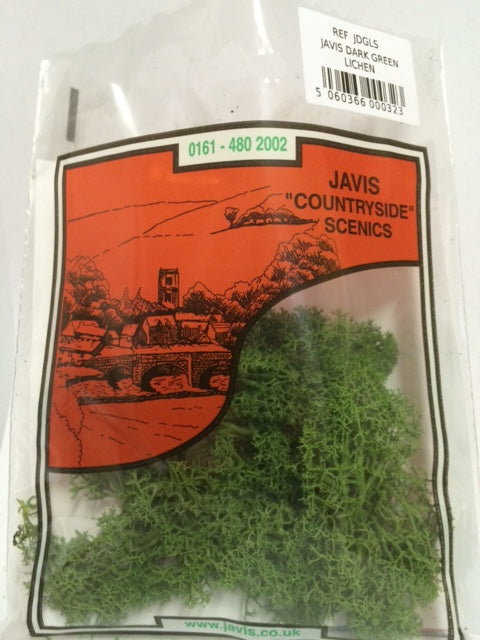 REF JDGLS
JAVIS DARK GREEN
LICHEN
5 060366 000323
0161 - 480 2002
JAVIS
"COUNTRYSIDE"
SCENICS
www.javis.co.uk